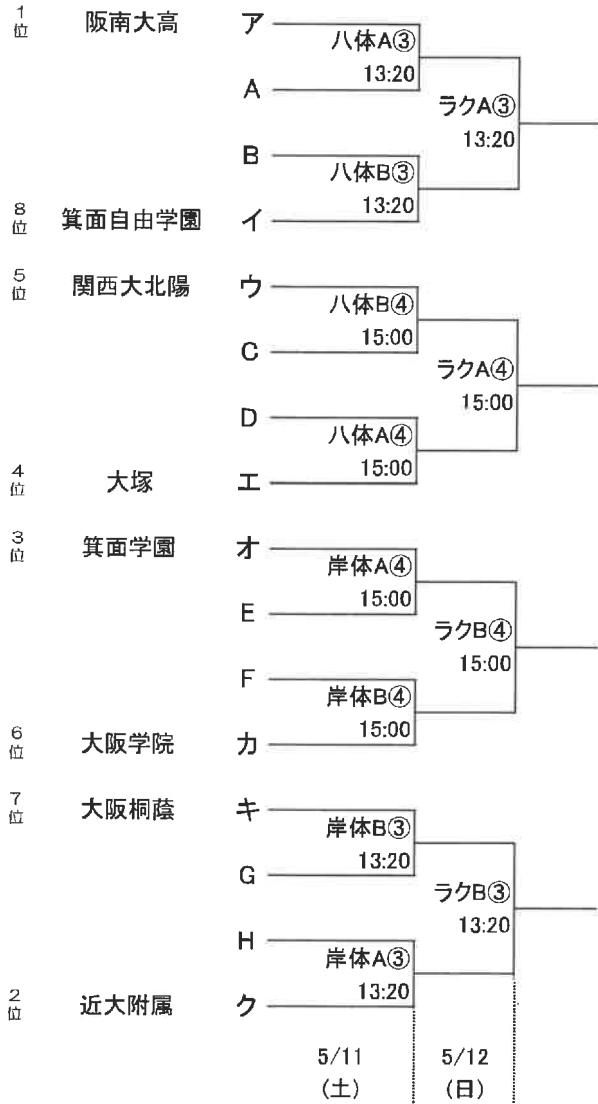 1位 阪南大高 ア
八体A③
13:20
A
ラクA③
13:20
B
八体B③
13:20
8位 箕面自由学園 イ
5位 関西大北陽 ウ
八体B④
15:00
C
ラクA④
15:00
D
八体A④
15:00
4位 大塚 エ
3位 箕面学園 オ
岸体A④
15:00
E
ラクB④
15:00
F
岸体B④
15:00
6位 大阪学院 カ
7位 大阪桐蔭 キ
岸体B③
13:20
G
ラクB③
13:20
H
岸体A③
13:20
2位 近大附属 ク
5/11 5/12
(土) (日)